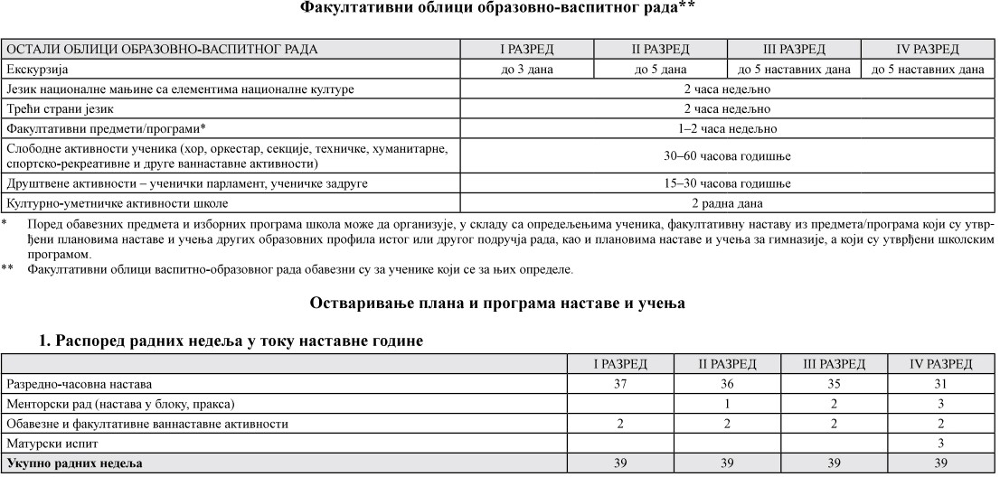 Факултативни облици образовно-васпитног рада**
ОСТАЛИ ОБЛИЦИ ОБРАЗОВНО-ВАСПИТНОГ РАДА I РАЗРЕД II РАЗРЕД III РАЗРЕД IV РАЗРЕД
Екскурзија до 3 дана до 5 дана до 5 наставних дана до 5 наставних дана
Језик националне мањине са елементима националне културе 2 часа недељно
Трећи страни језик 2 часа недељно
Факултативни предмети/програми* 1–2 часа недељно
Слободне активности ученика (хор, оркестар, секције, техничке, хуманитарне,
спортско-рекреативне и друге ваннаставне активности) 30–60 часова годишње
Друштвене активности – ученички парламент, ученичке задруге 15–30 часова годишње
Културно-уметничке активности школе 2 радна дана
* Поред обавезних предмета и изборних програма школа може да организује, у складу са опредељењима ученика, факултативну наставу из предмета/програма који су утвр-
ђени плановима наставе и учења других образовних профила истог или другог подручја рада, као и плановима наставе и учења за гимназије, а који су утврђени школским
програмом.
** Факултативни облици васпитно-образовног рада обавезни су за ученике који се за њих определе.
Остваривање плана и програма наставе и учења
1. Распоред радних недеља у току наставне године
I РАЗРЕД II РАЗРЕД III РАЗРЕД IV РАЗРЕД
Разредно-часовна настава 37 36 35 31
Менторски рад (настава у блоку, пракса) 1 2 3
Обавезне и факултативне ваннаставне активности 2 2 2 2
Матурски испит 3
Укупно радних недеља 39 39 39 39